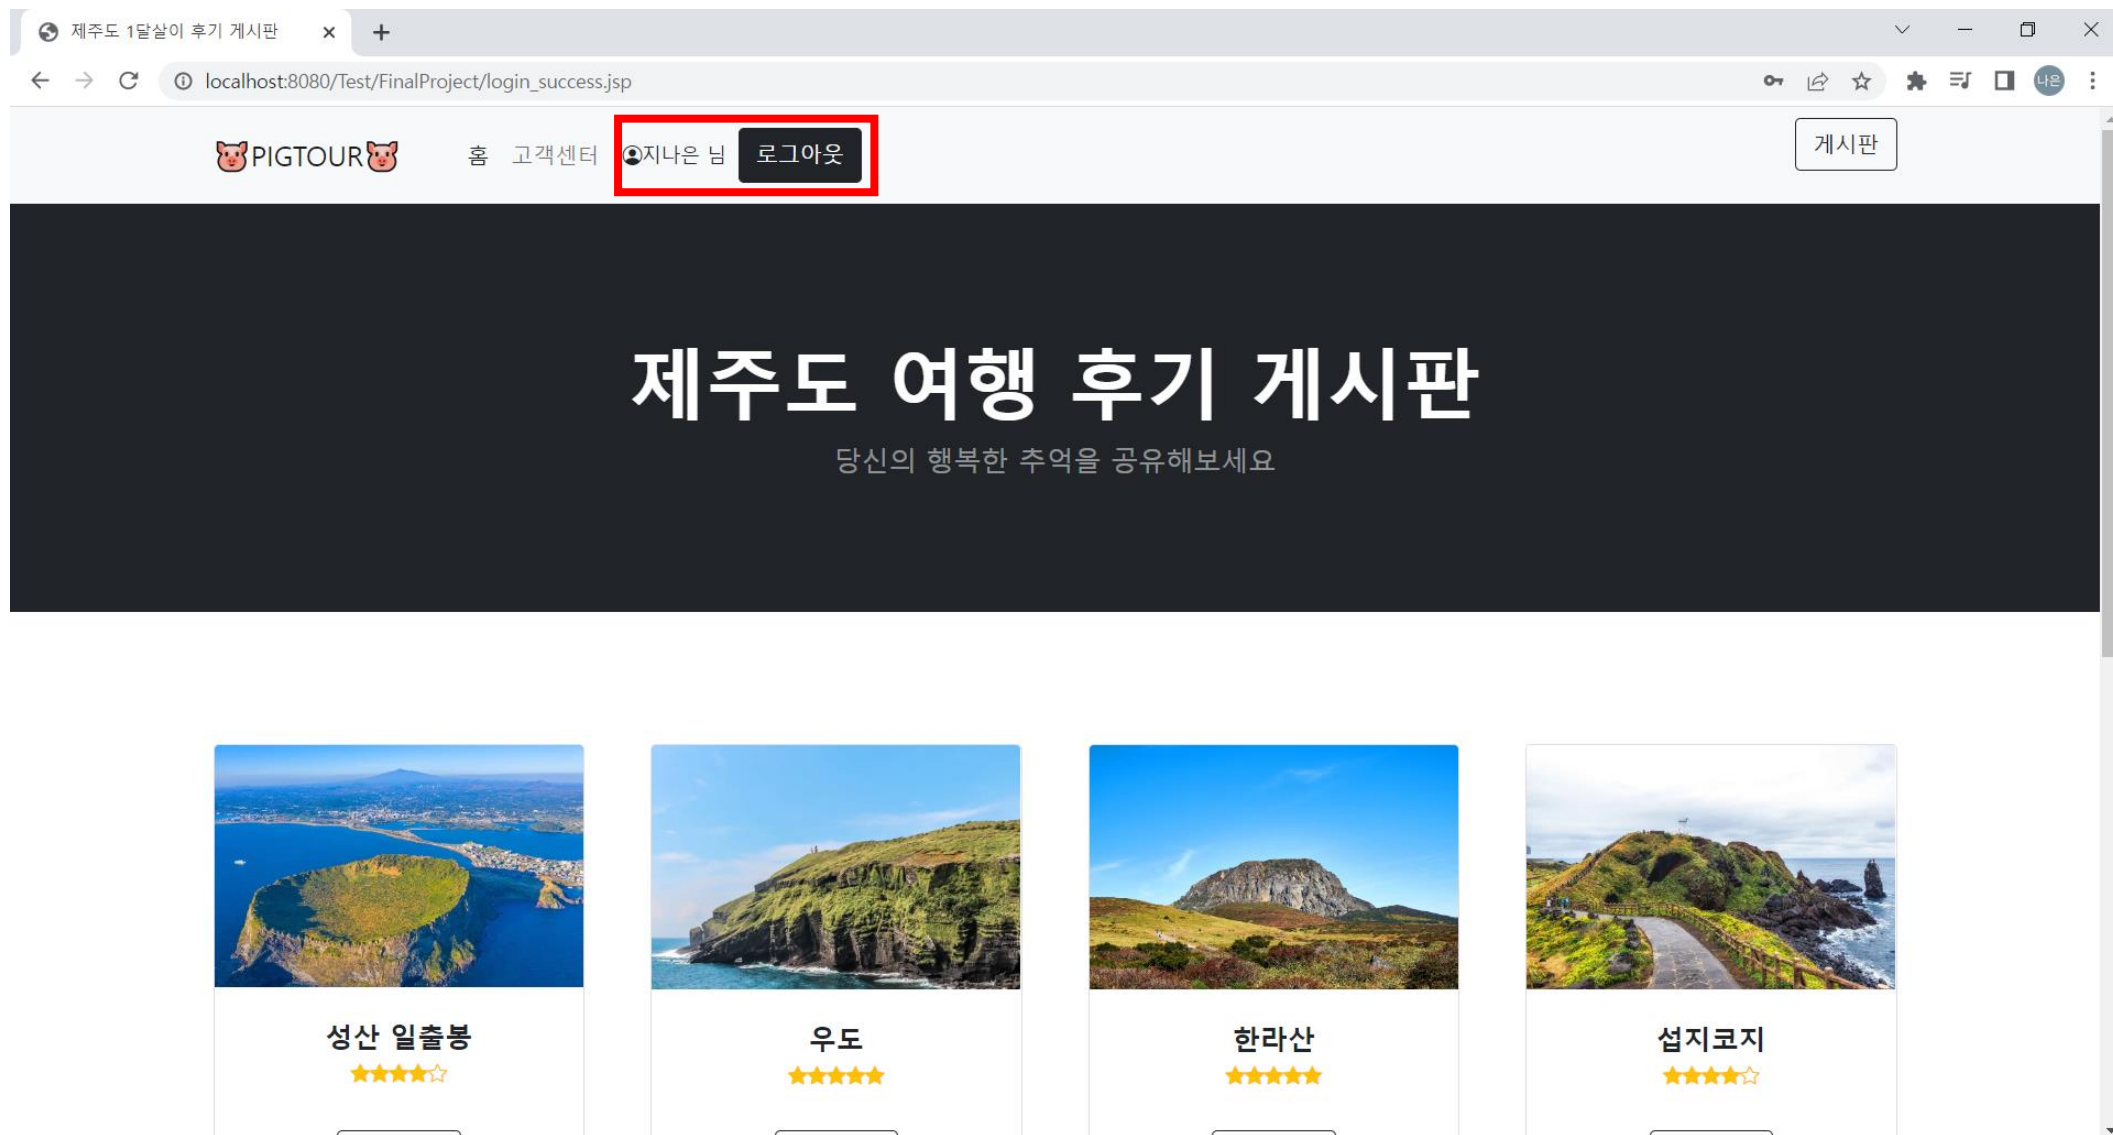 제주도 1달살이 후기 게시판
localhost:8080/Test/FinalProject/login_success.jsp
나은
PIGTOUR 홈 고객센터 지나은 님 로그아웃 게시판
제주도 여행 후기 게시판
당신의 행복한 추억을 공유해보세요
성산 일출봉 우도 한라산 섭지코지